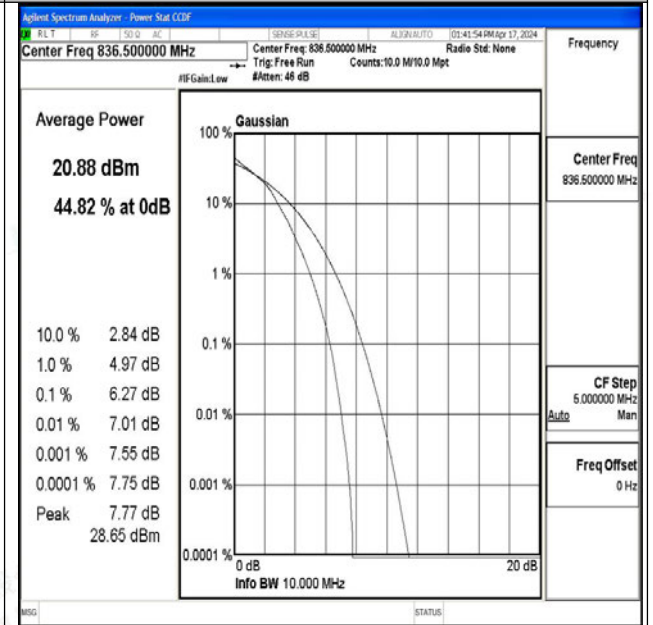 Agilent Spectrum Analyzer - Power Stat CCDF
RLT RF 50 Ω AC SENSE:PULSE ALIGN AUTO 01:41:54 PM Apr 17, 2024
Center Freq 836.500000 MHz
Center Freq: 836.500000 MHz Radio Std: None
Trig: Free Run Counts:10.0 M/10.0 Mpt
#IFGain:Low #Atten: 46 dB
Frequency
Average Power
20.88 dBm
44.82 % at 0dB
10.0 % 2.84 dB
1.0 % 4.97 dB
0.1 % 6.27 dB
0.01 % 7.01 dB
0.001 % 7.55 dB
0.0001 % 7.75 dB
Peak 7.77 dB
28.65 dBm
Gaussian
100 %
10 %
1 %
0.1 %
0.01 %
0.001 %
0.0001 %
0 dB 20 dB
Info BW 10.000 MHz
Center Freq
836.500000 MHz
CF Step
5.000000 MHz
Auto Man
Freq Offset
0 Hz
MSG STATUS